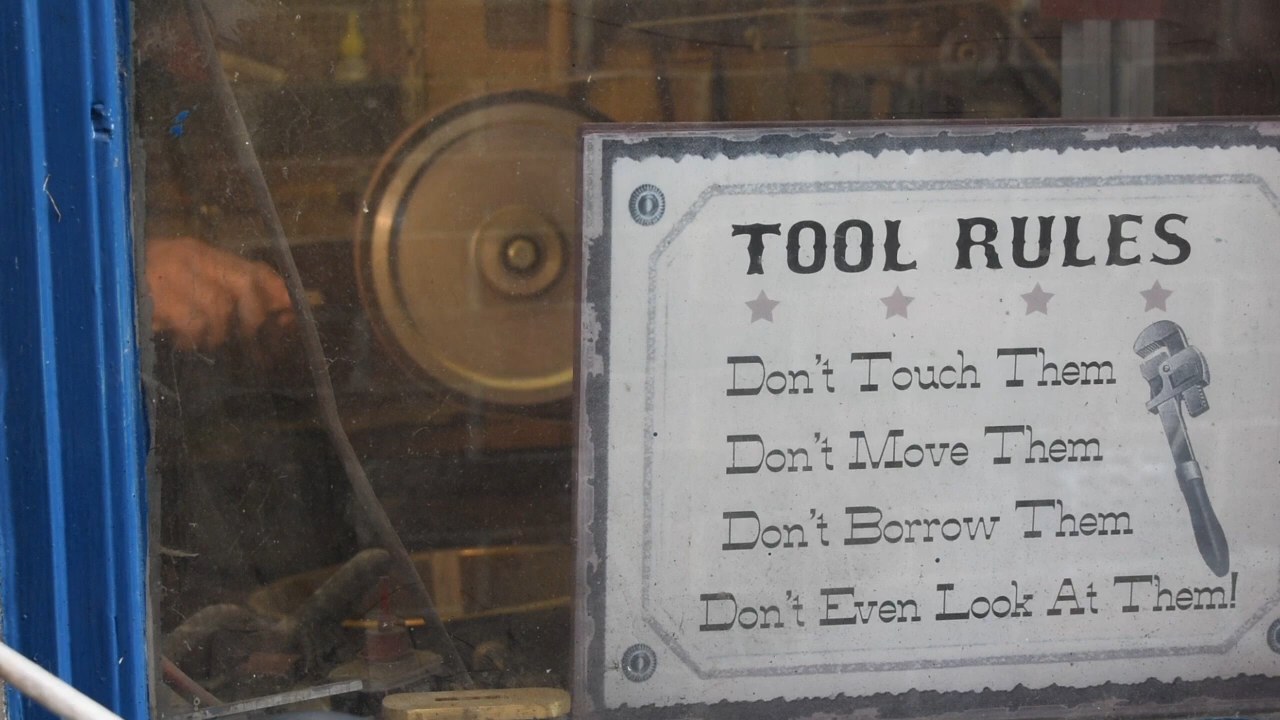 TOOL RULES
Don't Touch Them
Don't Move Them
Don't Borrow Them
Don't Even Look At Them!